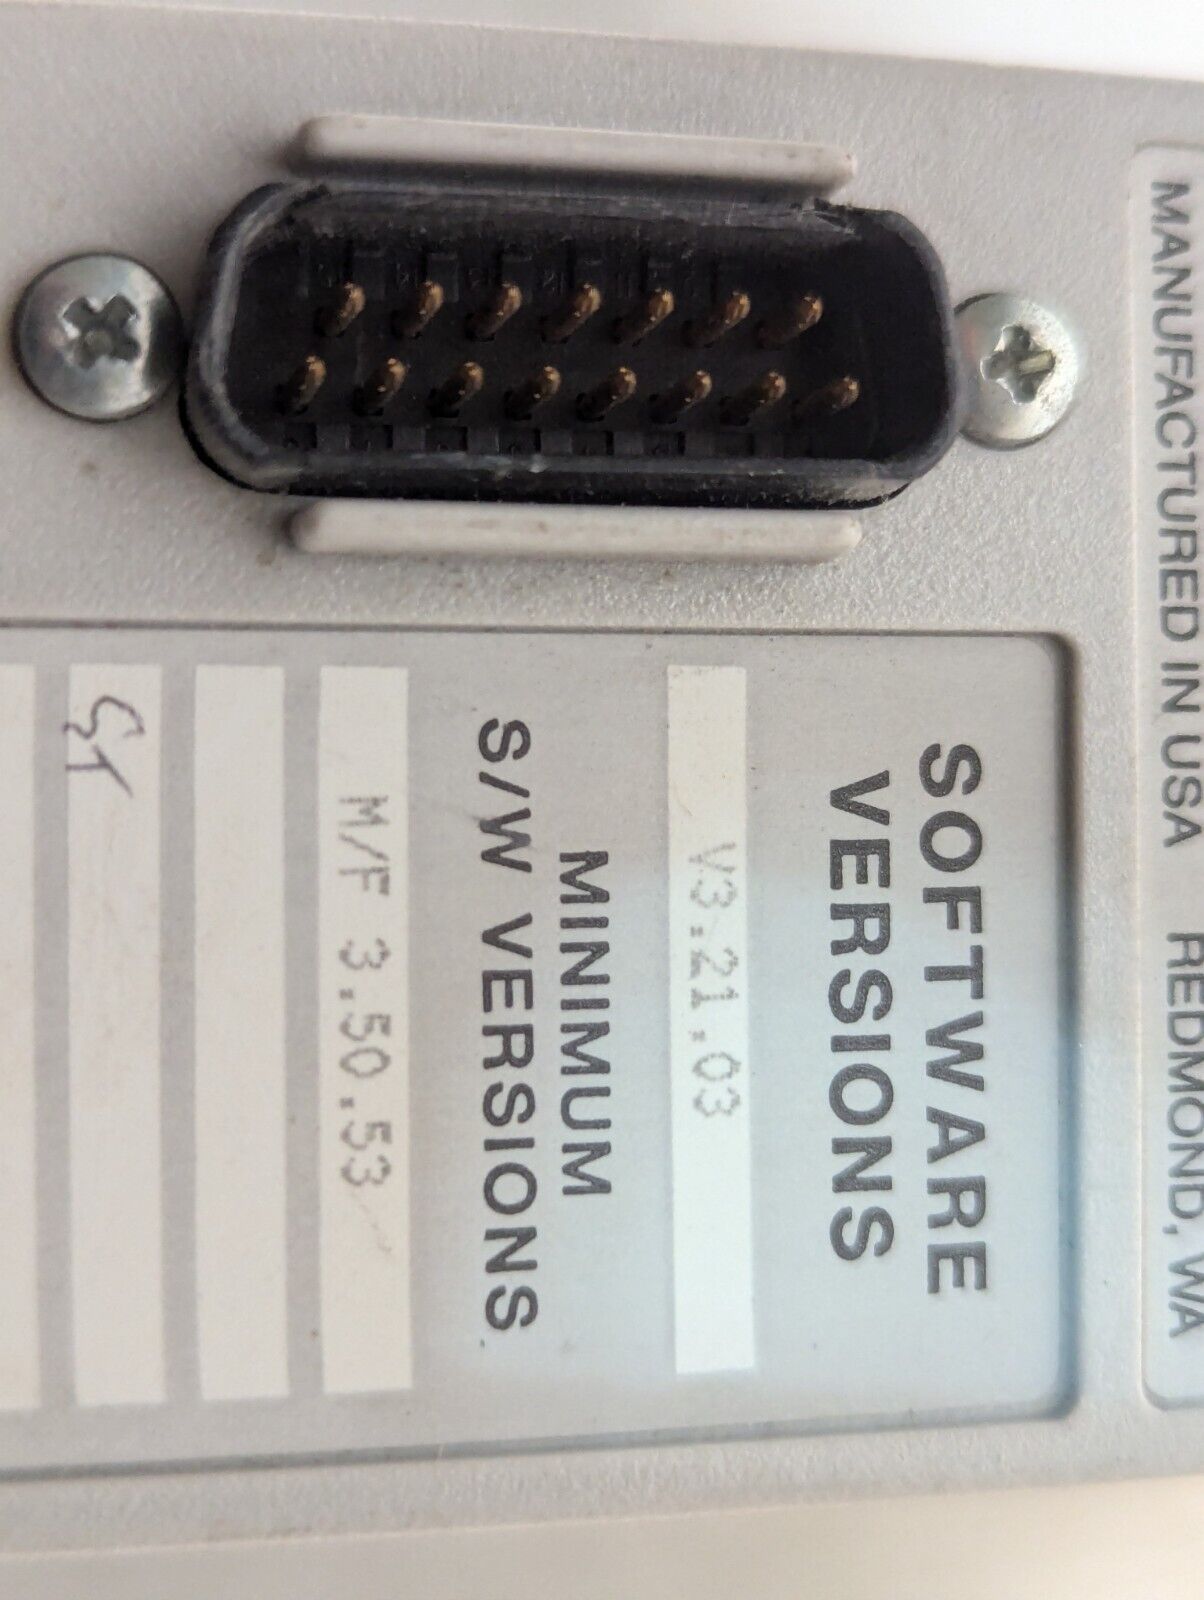 MANUFACTURED IN USA REDMOND, WA
SOFTWARE
VERSIONS
V3.21.03
MINIMUM
S/W VERSIONS
M/F 3.50.53